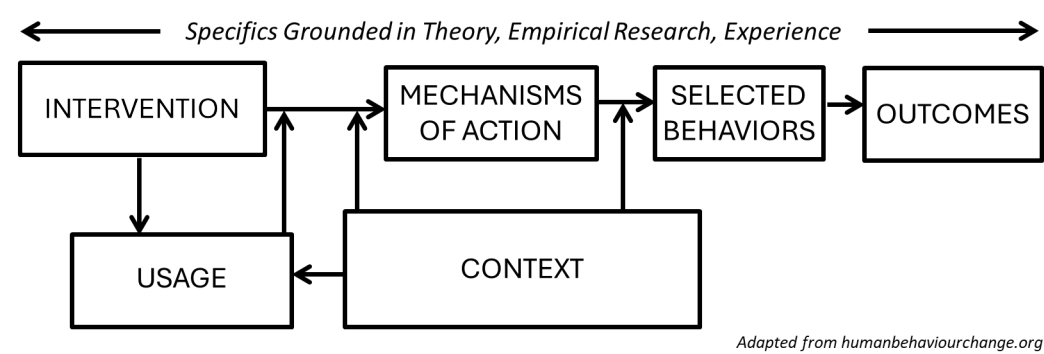 Specifics Grounded in Theory, Empirical Research, Experience
INTERVENTION
MECHANISMS
OF ACTION
SELECTED
BEHAVIORS
OUTCOMES
USAGE
CONTEXT
Adapted from humanbehaviourchange.org